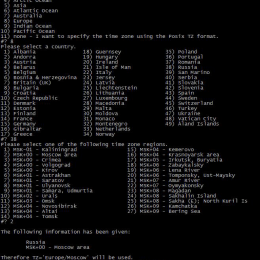 5) Asia
6) Atlantic Ocean
7) Australia
8) Europe
9) Indian Ocean
10) Pacific Ocean
11) none - I want to specify the time zone using the Posix TZ format.
#? 8
Please select a country.
1) Albania 18) Guernsey 35) Poland
2) Andorra 19) Hungary 36) Portugal
3) Austria 20) Ireland 37) Romania
4) Belarus 21) Isle of Man 38) Russia
5) Belgium 22) Italy 39) San Marino
6) Bosnia & Herzegovina 23) Jersey 40) Serbia
7) Britain (UK) 24) Latvia 41) Slovakia
8) Bulgaria 25) Liechtenstein 42) Slovenia
9) Croatia 26) Lithuania 43) Spain
10) Czech Republic 27) Luxembourg 44) Sweden
11) Denmark 28) Macedonia 45) Switzerland
12) Estonia 29) Malta 46) Turkey
13) Finland 30) Moldova 47) Ukraine
14) France 31) Monaco 48) Vatican City
15) Germany 32) Montenegro 49) Åland Islands
16) Gibraltar 33) Netherlands
17) Greece 34) Norway
#? 38
Please select one of the following time zone regions.
1) MSK-01 - Kaliningrad 15) MSK+04 - Kemerovo
2) MSK+00 - Moscow area 16) MSK+04 - Krasnoyarsk area
3) MSK+00 - Crimea 17) MSK+05 - Irkutsk, Buryatia
4) MSK+00 - Volgograd 18) MSK+06 - Zabaykalsky
5) MSK+00 - Kirov 19) MSK+06 - Lena River
6) MSK+01 - Astrakhan 20) MSK+06 - Tomponsky, Ust-Maysky
7) MSK+01 - Saratov 21) MSK+07 - Amur River
8) MSK+01 - Ulyanovsk 22) MSK+07 - Oymyakonsky
9) MSK+01 - Samara, Udmurtia 23) MSK+08 - Magadan
10) MSK+02 - Urals 24) MSK+08 - Sakhalin Island
11) MSK+03 - Omsk 25) MSK+08 - Sakha (E); North Kuril Is
12) MSK+04 - Novosibirsk 26) MSK+09 - Kamchatka
13) MSK+04 - Altai 27) MSK+09 - Bering Sea
14) MSK+04 - Tomsk
#? 2
The following information has been given:
Russia
MSK+00 - Moscow area
Therefore TZ='Europe/Moscow' will be used.